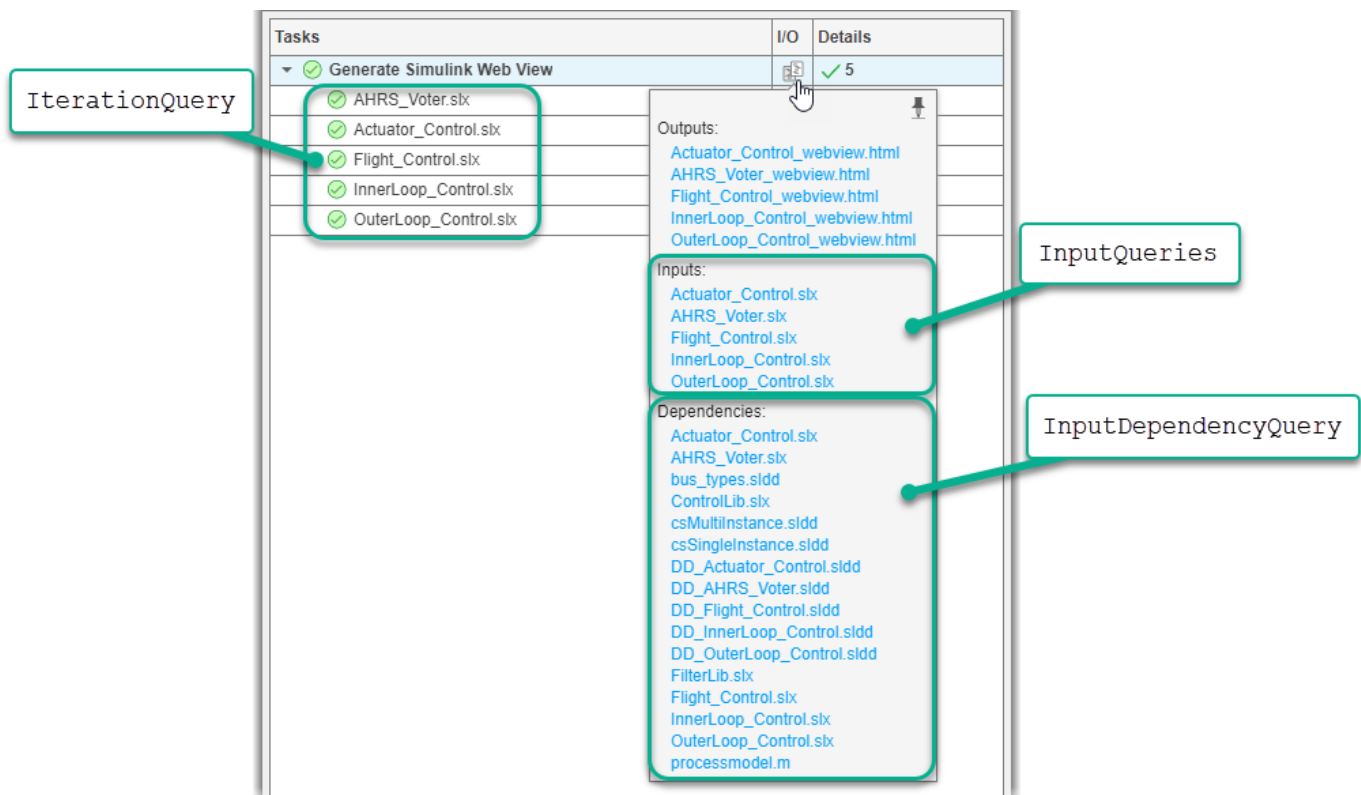 Tasks I/O Details
Generate Simulink Web View 5
IterationQuery
AHRS_Voter.slx
Actuator_Control.slx
Flight_Control.slx
InnerLoop_Control.slx
OuterLoop_Control.slx
Outputs:
Actuator_Control_webview.html
AHRS_Voter_webview.html
Flight_Control_webview.html
InnerLoop_Control_webview.html
OuterLoop_Control_webview.html
InputQueries
Inputs:
Actuator_Control.slx
AHRS_Voter.slx
Flight_Control.slx
InnerLoop_Control.slx
OuterLoop_Control.slx
InputDependencyQuery
Dependencies:
Actuator_Control.slx
AHRS_Voter.slx
bus_types.sldd
ControlLib.slx
csMultiInstance.sldd
csSingleInstance.sldd
DD_Actuator_Control.sldd
DD_AHRS_Voter.sldd
DD_Flight_Control.sldd
DD_InnerLoop_Control.sldd
DD_OuterLoop_Control.sldd
FilterLib.slx
Flight_Control.slx
InnerLoop_Control.slx
OuterLoop_Control.slx
processmodel.m